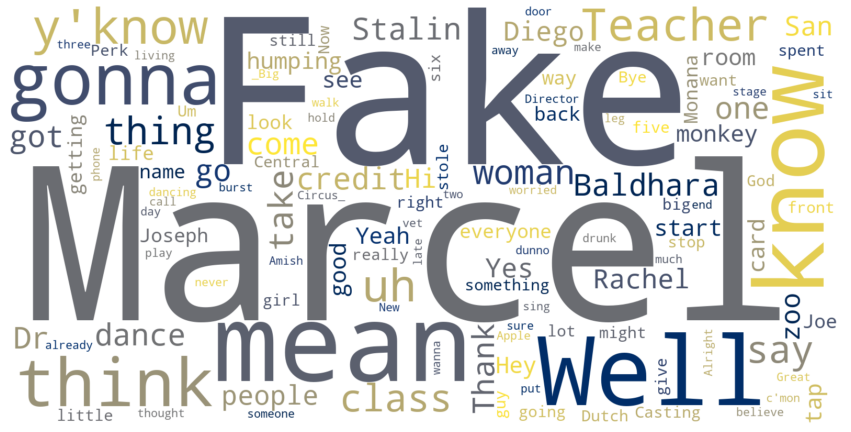 y'know
three
Perk
living
gonna
got
Fake
Stalin
still
Now
humping
_Big
see
six
door
Diego
Teacher
San
away
make
spent
way
Bye
Monana
room
want
stage
sit
Director
leg
one
back
five
monkey
hold
walk
Um
thing
look
come
getting
phone
life
name
go
Central
stole
woman
Baldhara
God
know
dancing
burst
credit
Hi
worried
big
end
front
call
take
Circus_
right
two
start
day
vet
everyone
drunk
stop
card
Joseph
Yeah
good
late
dunno
play
Amish
really
Yes
much
Marcel
never
uh
something
Rachel
girl
New
sing
zoo
Joe
Dr
already
dance
mean
wanna
Thank
sure
lot
might
Apple
Hey
Well
Alright
say
think
people
class
guy
put
give
Great
c'mon
tap
going
Dutch
Casting
believe
little
thought
someone